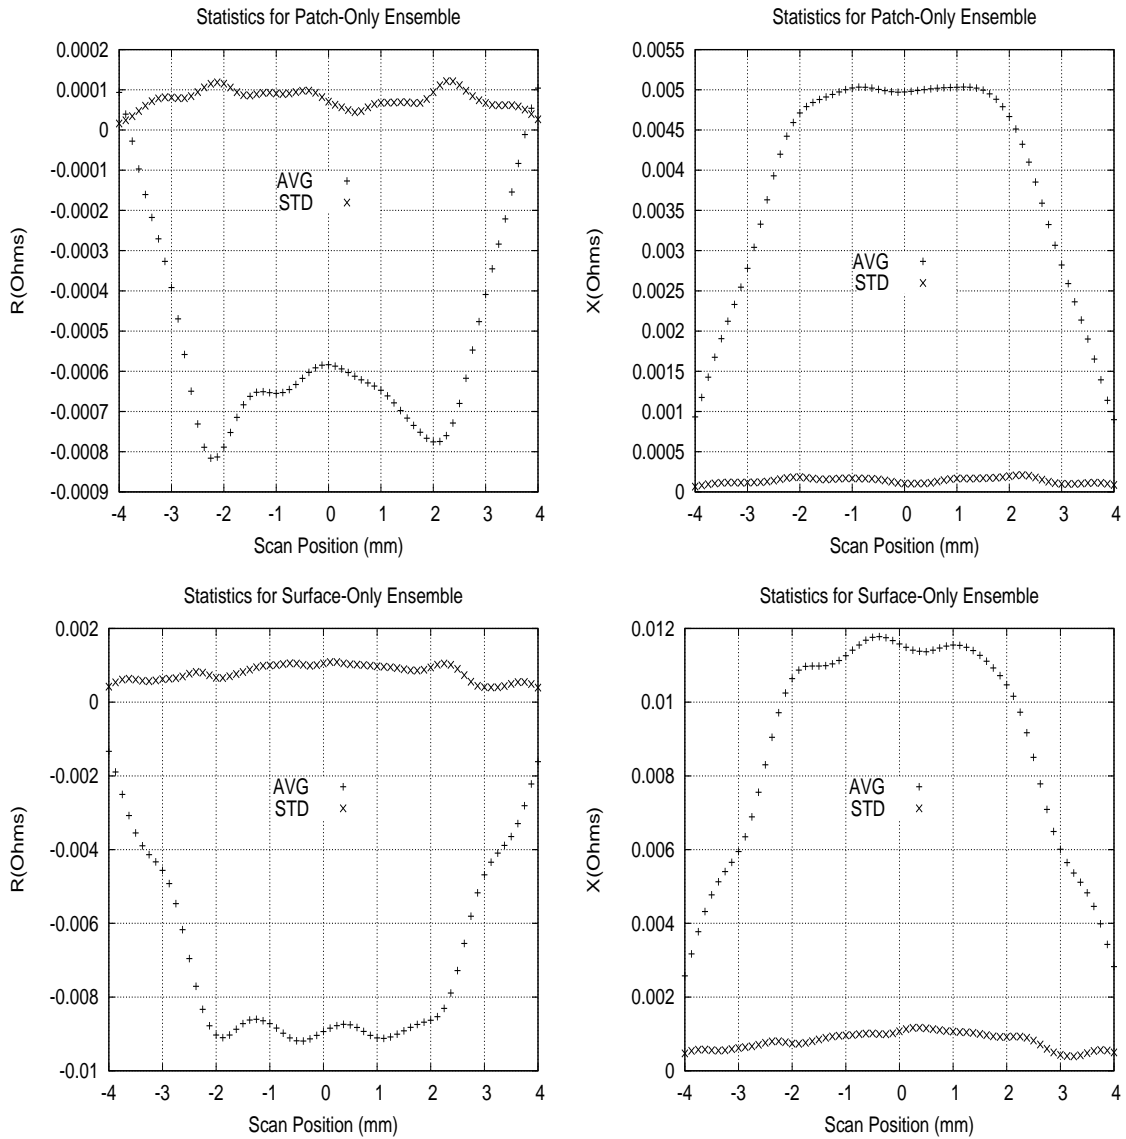 Statistics for Patch-Only Ensemble
0.0002
0.0001
0
-0.0001
-0.0002
-0.0003
-0.0004
-0.0005
-0.0006
-0.0007
-0.0008
-0.0009
R(Ohms)
AVG
STD
-4 -3 -2 -1 0 1 2 3 4
Scan Position (mm)
Statistics for Patch-Only Ensemble
0.0055
0.005
0.0045
0.004
0.0035
0.003
0.0025
0.002
0.0015
0.001
0.0005
0
X(Ohms)
AVG
STD
-4 -3 -2 -1 0 1 2 3 4
Scan Position (mm)
Statistics for Surface-Only Ensemble
0.002
0
-0.002
-0.004
-0.006
-0.008
-0.01
R(Ohms)
AVG
STD
-4 -3 -2 -1 0 1 2 3 4
Scan Position (mm)
Statistics for Surface-Only Ensemble
0.012
0.01
0.008
0.006
0.004
0.002
0
X(Ohms)
AVG
STD
-4 -3 -2 -1 0 1 2 3 4
Scan Position (mm)